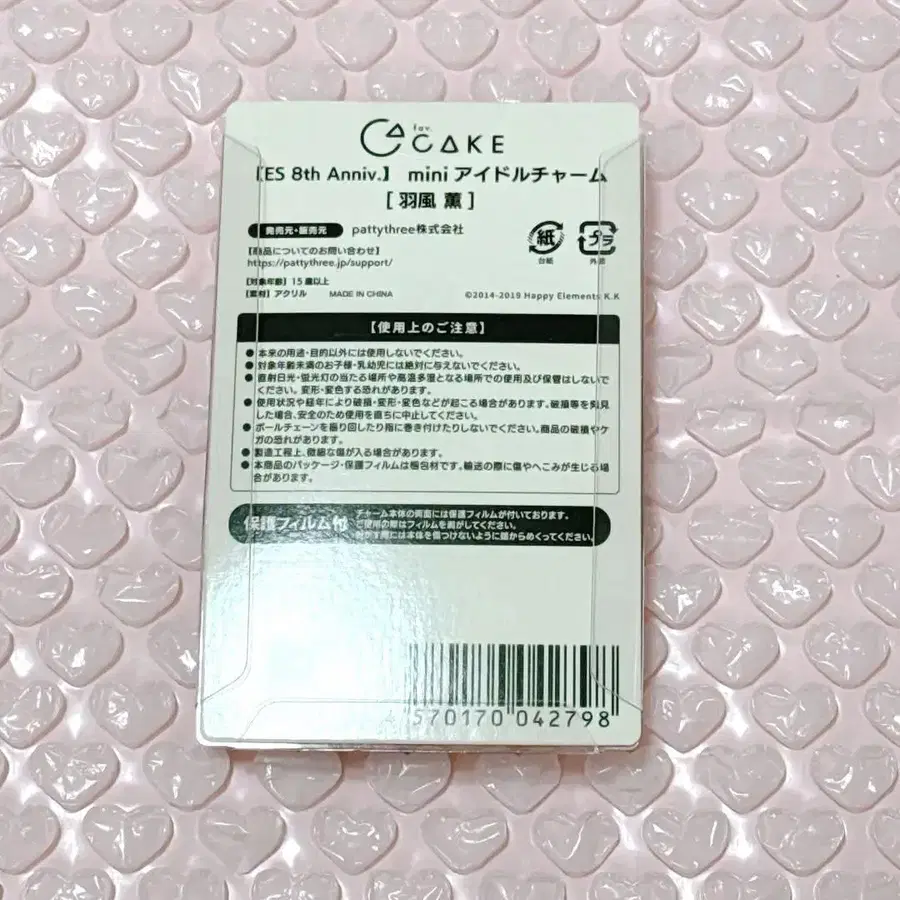 fav.
CAKE
【ES 8th Anniv.】 mini アイドルチャーム
[ 羽風 薫 ]
発売元・販売元 pattythree株式会社
【商品についてのお問い合わせ】
https://pattythree.jp/support/
紙
台紙
プラ
外装
【対象年齢】15歳以上
【素材】アクリル MADE IN CHINA
©2014-2019 Happy Elements K.K
【使用上のご注意】
●本来の用途・目的以外には使用しないでください。
●対象年齢未満のお子様・乳幼児には絶対に与えないでください。
●直射日光・蛍光灯の当たる場所や高温多湿となる場所での使用及び保管はしないで
ください。変形・変色する恐れがあります。
●使用状況や経年により破損・変形・変色などが起こる場合があります。破損等を発見
した場合、安全のため使用を直ちに中止してください。
●ボールチェーンを振り回したり指に巻き付けたりしないでください。商品の破損やケ
ガの恐れがあります。
●製造工程上、微細な傷が入る場合があります。
●本商品のパッケージ・保護フィルムは梱包材です。輸送の際に傷やへこみが生じる場
合があります。
保護フィルム付
チャーム本体の両面には保護フィルムが付いております。
ご使用の際はフィルムを剥がしてください。
剥がす際には本体を傷つけないように端からめくってください。
4 570170 042798